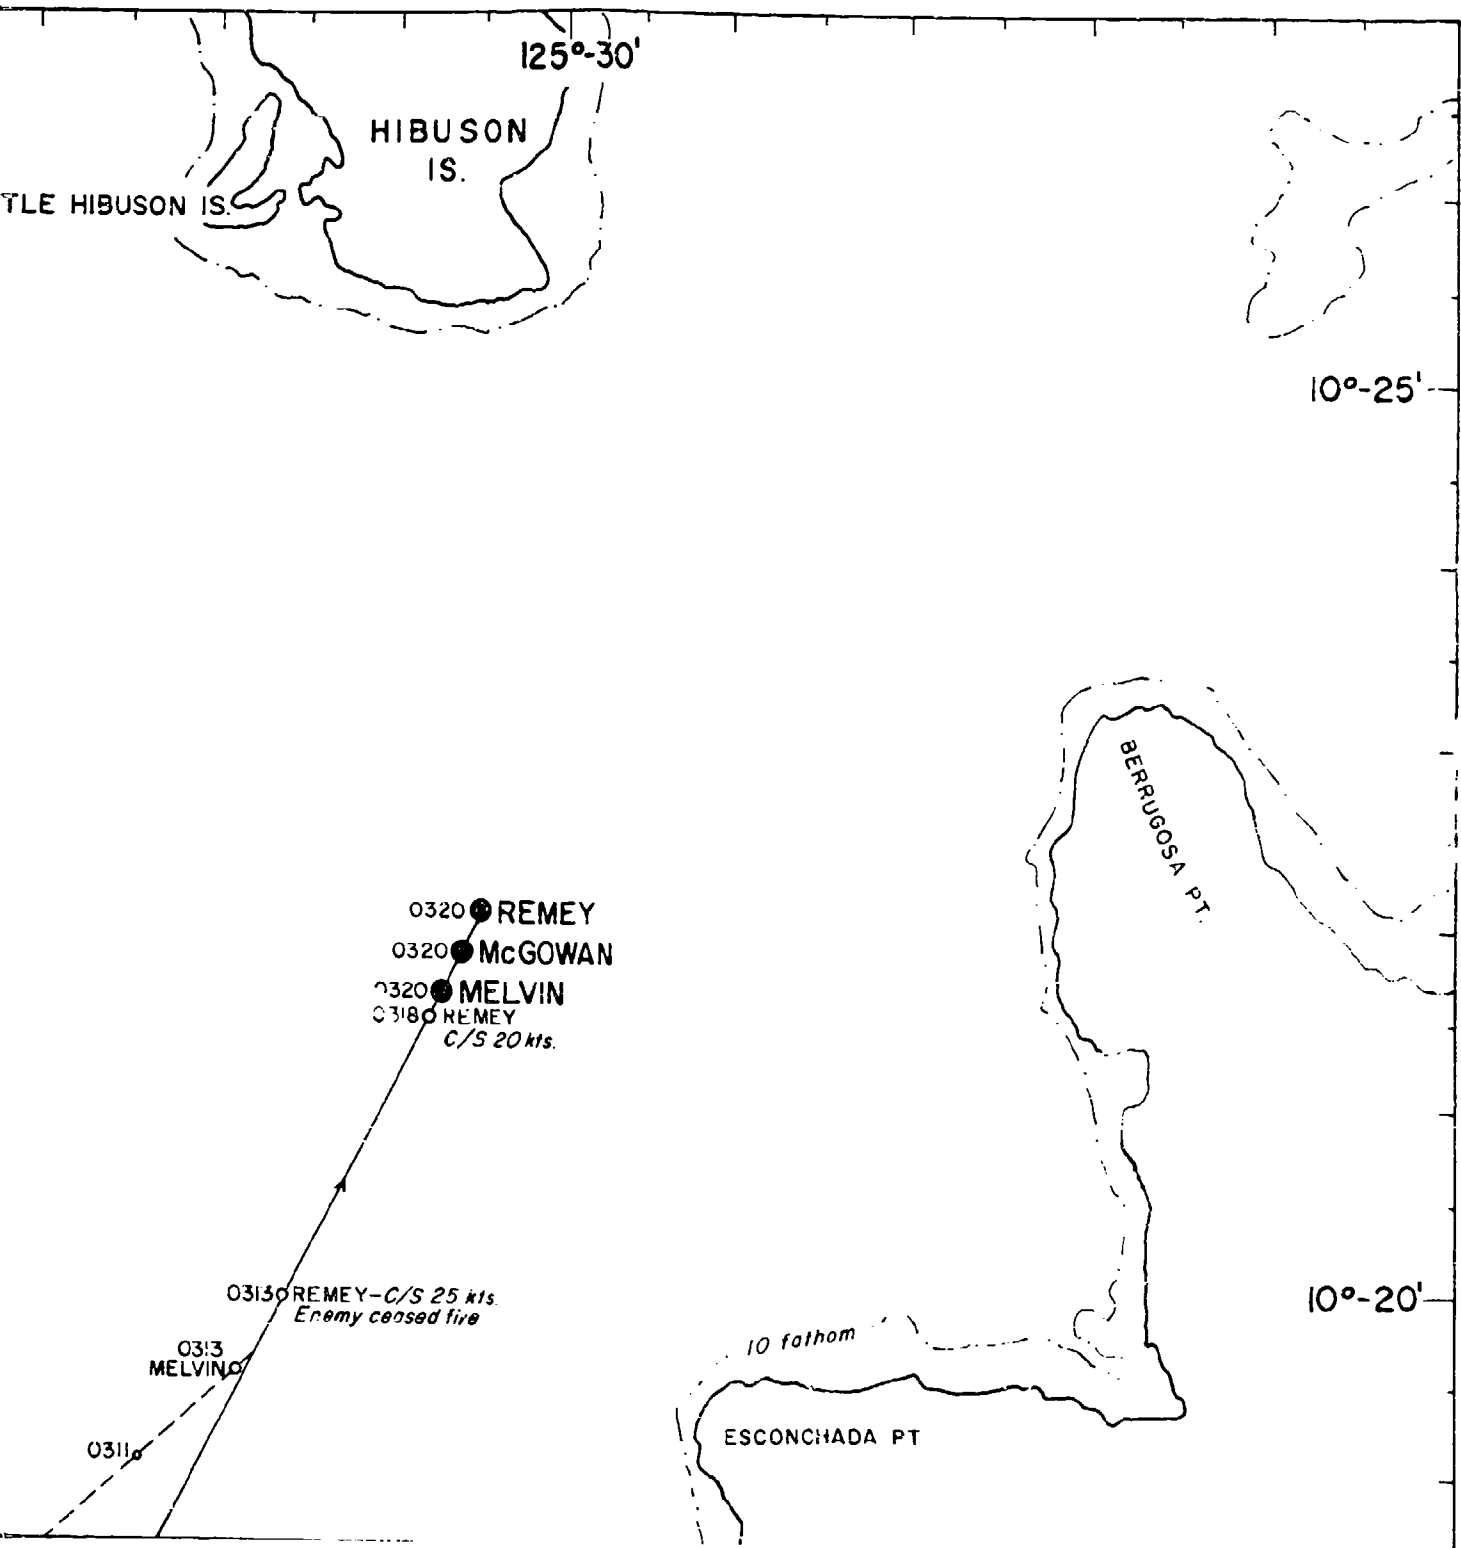 125°-30'
HIBUSON
IS.
TLE HIBUSON IS.
10°-25'
BERRUGOSA PT.
0320 REMEY
0320 McGOWAN
0320 MELVIN
0318 REMEY
C/S 20 kts.
0313 REMEY-C/S 25 kts.
Enemy ceased fire
10°-20'
0313
MELVIN
10 fathom
0311
ESCONCHADA PT